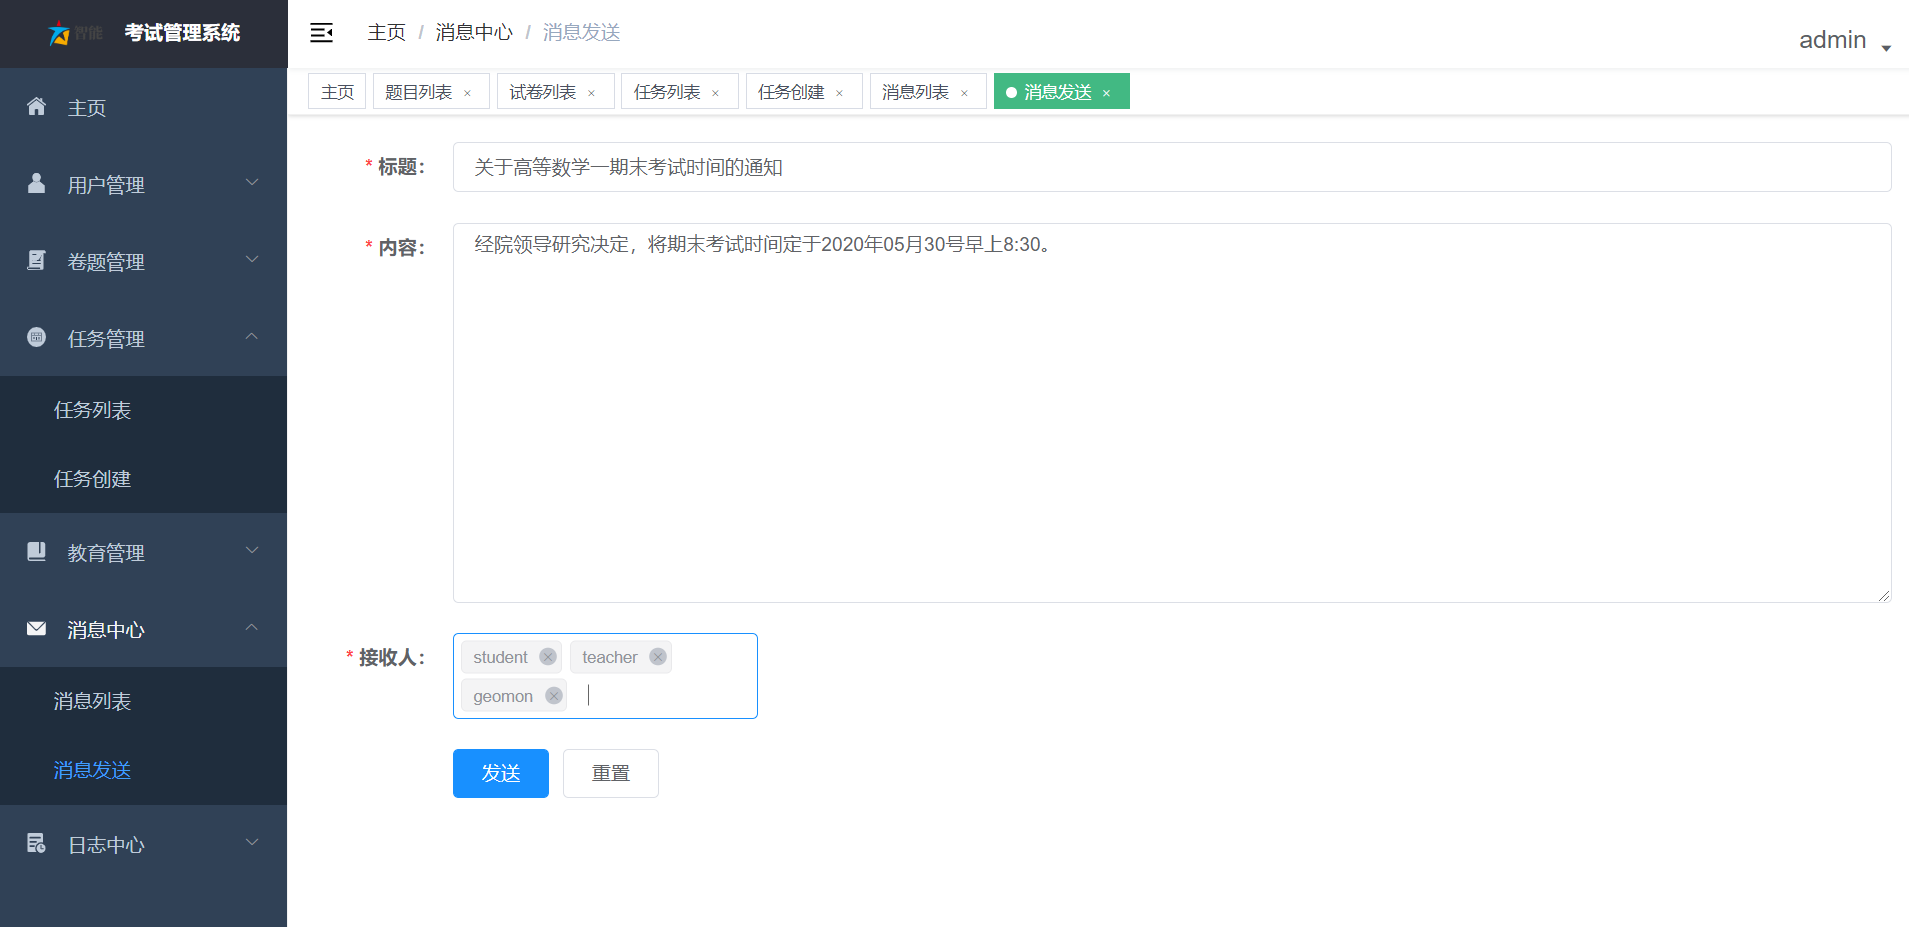 智能 考试管理系统
主页 / 消息中心 / 消息发送
admin
主页 题目列表 × 试卷列表 × 任务列表 × 任务创建 × 消息列表 × 消息发送 ×
主页
用户管理
卷题管理
任务管理
任务列表
任务创建
教育管理
消息中心
消息列表
消息发送
日志中心
* 标题：
关于高等数学一期末考试时间的通知
* 内容：
经院领导研究决定，将期末考试时间定于2020年05月30号早上8:30。
* 接收人：
student teacher
geomon
发送 重置